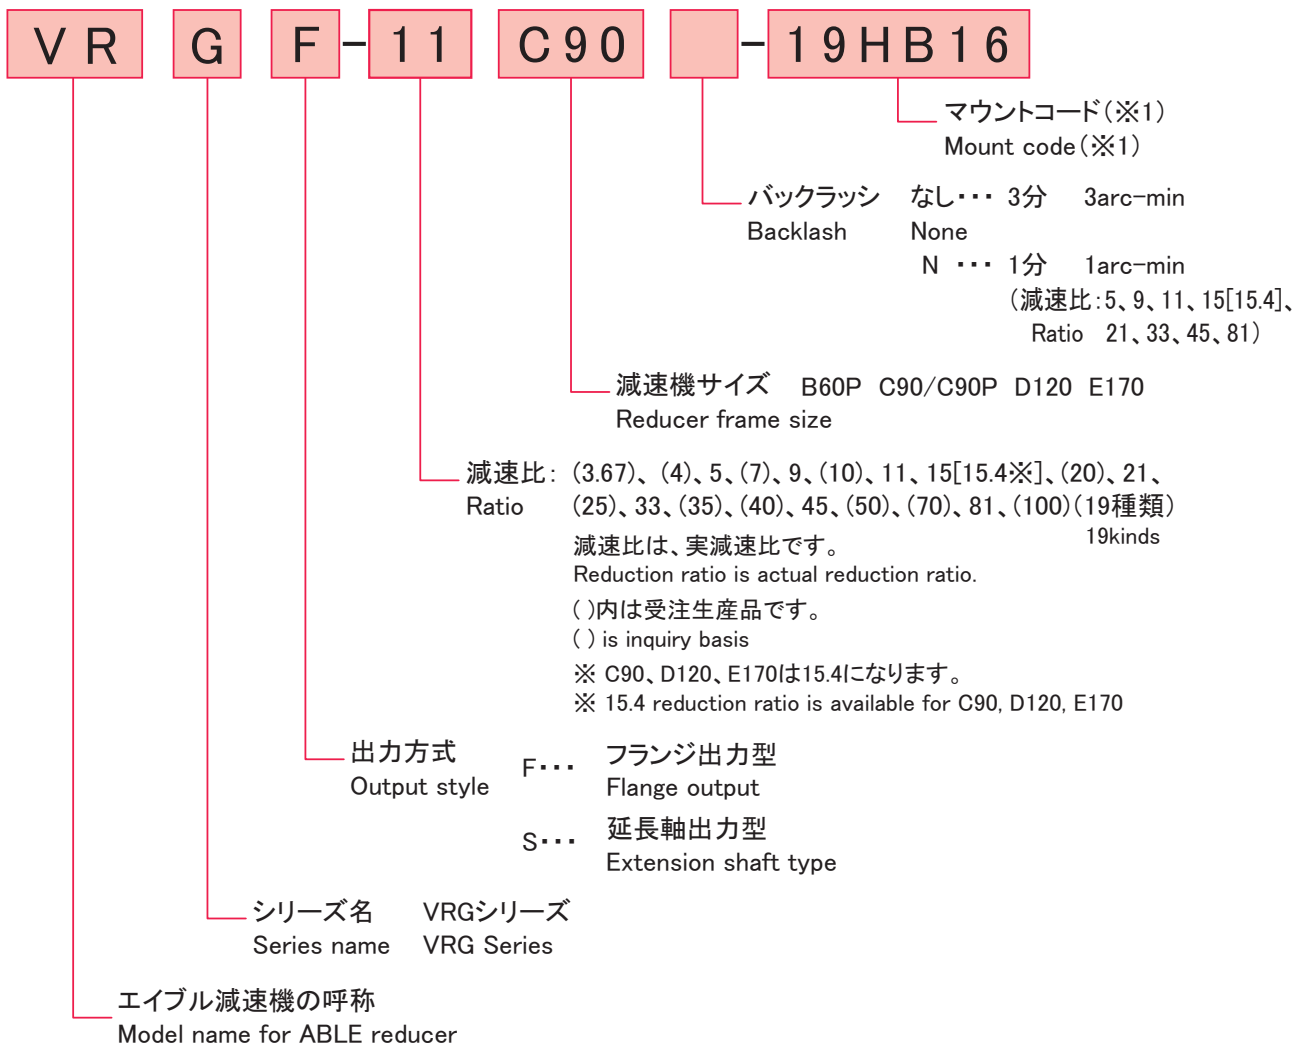 VR G F-11 C90 -19HB16
マウントコード(※1)
Mount code(※1)
バックラッシ なし・・・ 3分 3arc-min
Backlash None
N ・・・ 1分 1arc-min
(減速比:5、9、11、15[15.4]、
Ratio 21、33、45、81)
減速機サイズ B60P C90/C90P D120 E170
Reducer frame size
減速比: (3.67)、(4)、5、(7)、9、(10)、11、15[15.4※]、(20)、21、
Ratio (25)、33、(35)、(40)、45、(50)、(70)、81、(100)(19種類)
19kinds
減速比は、実減速比です。
Reduction ratio is actual reduction ratio.
( )内は受注生産品です。
( ) is inquiry basis
※ C90、D120、E170は15.4になります。
※ 15.4 reduction ratio is available for C90, D120, E170
出力方式 F・・・ フランジ出力型
Output style Flange output
S・・・ 延長軸出力型
Extension shaft type
シリーズ名 VRGシリーズ
Series name VRG Series
エイブル減速機の呼称
Model name for ABLE reducer